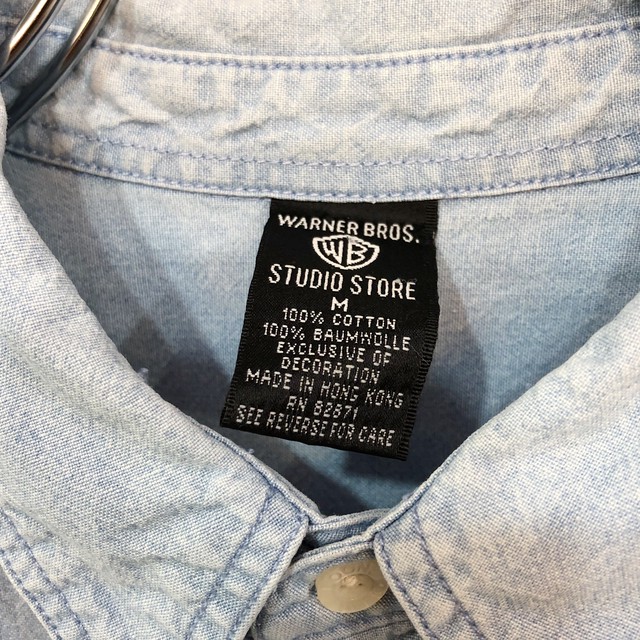 WARNER BROS.
WB
STUDIO STORE
M
100% COTTON
100% BAUMWOLLE
EXCLUSIVE OF
DECORATION
MADE IN HONG KONG
RN 82871
SEE REVERSE FOR CARE